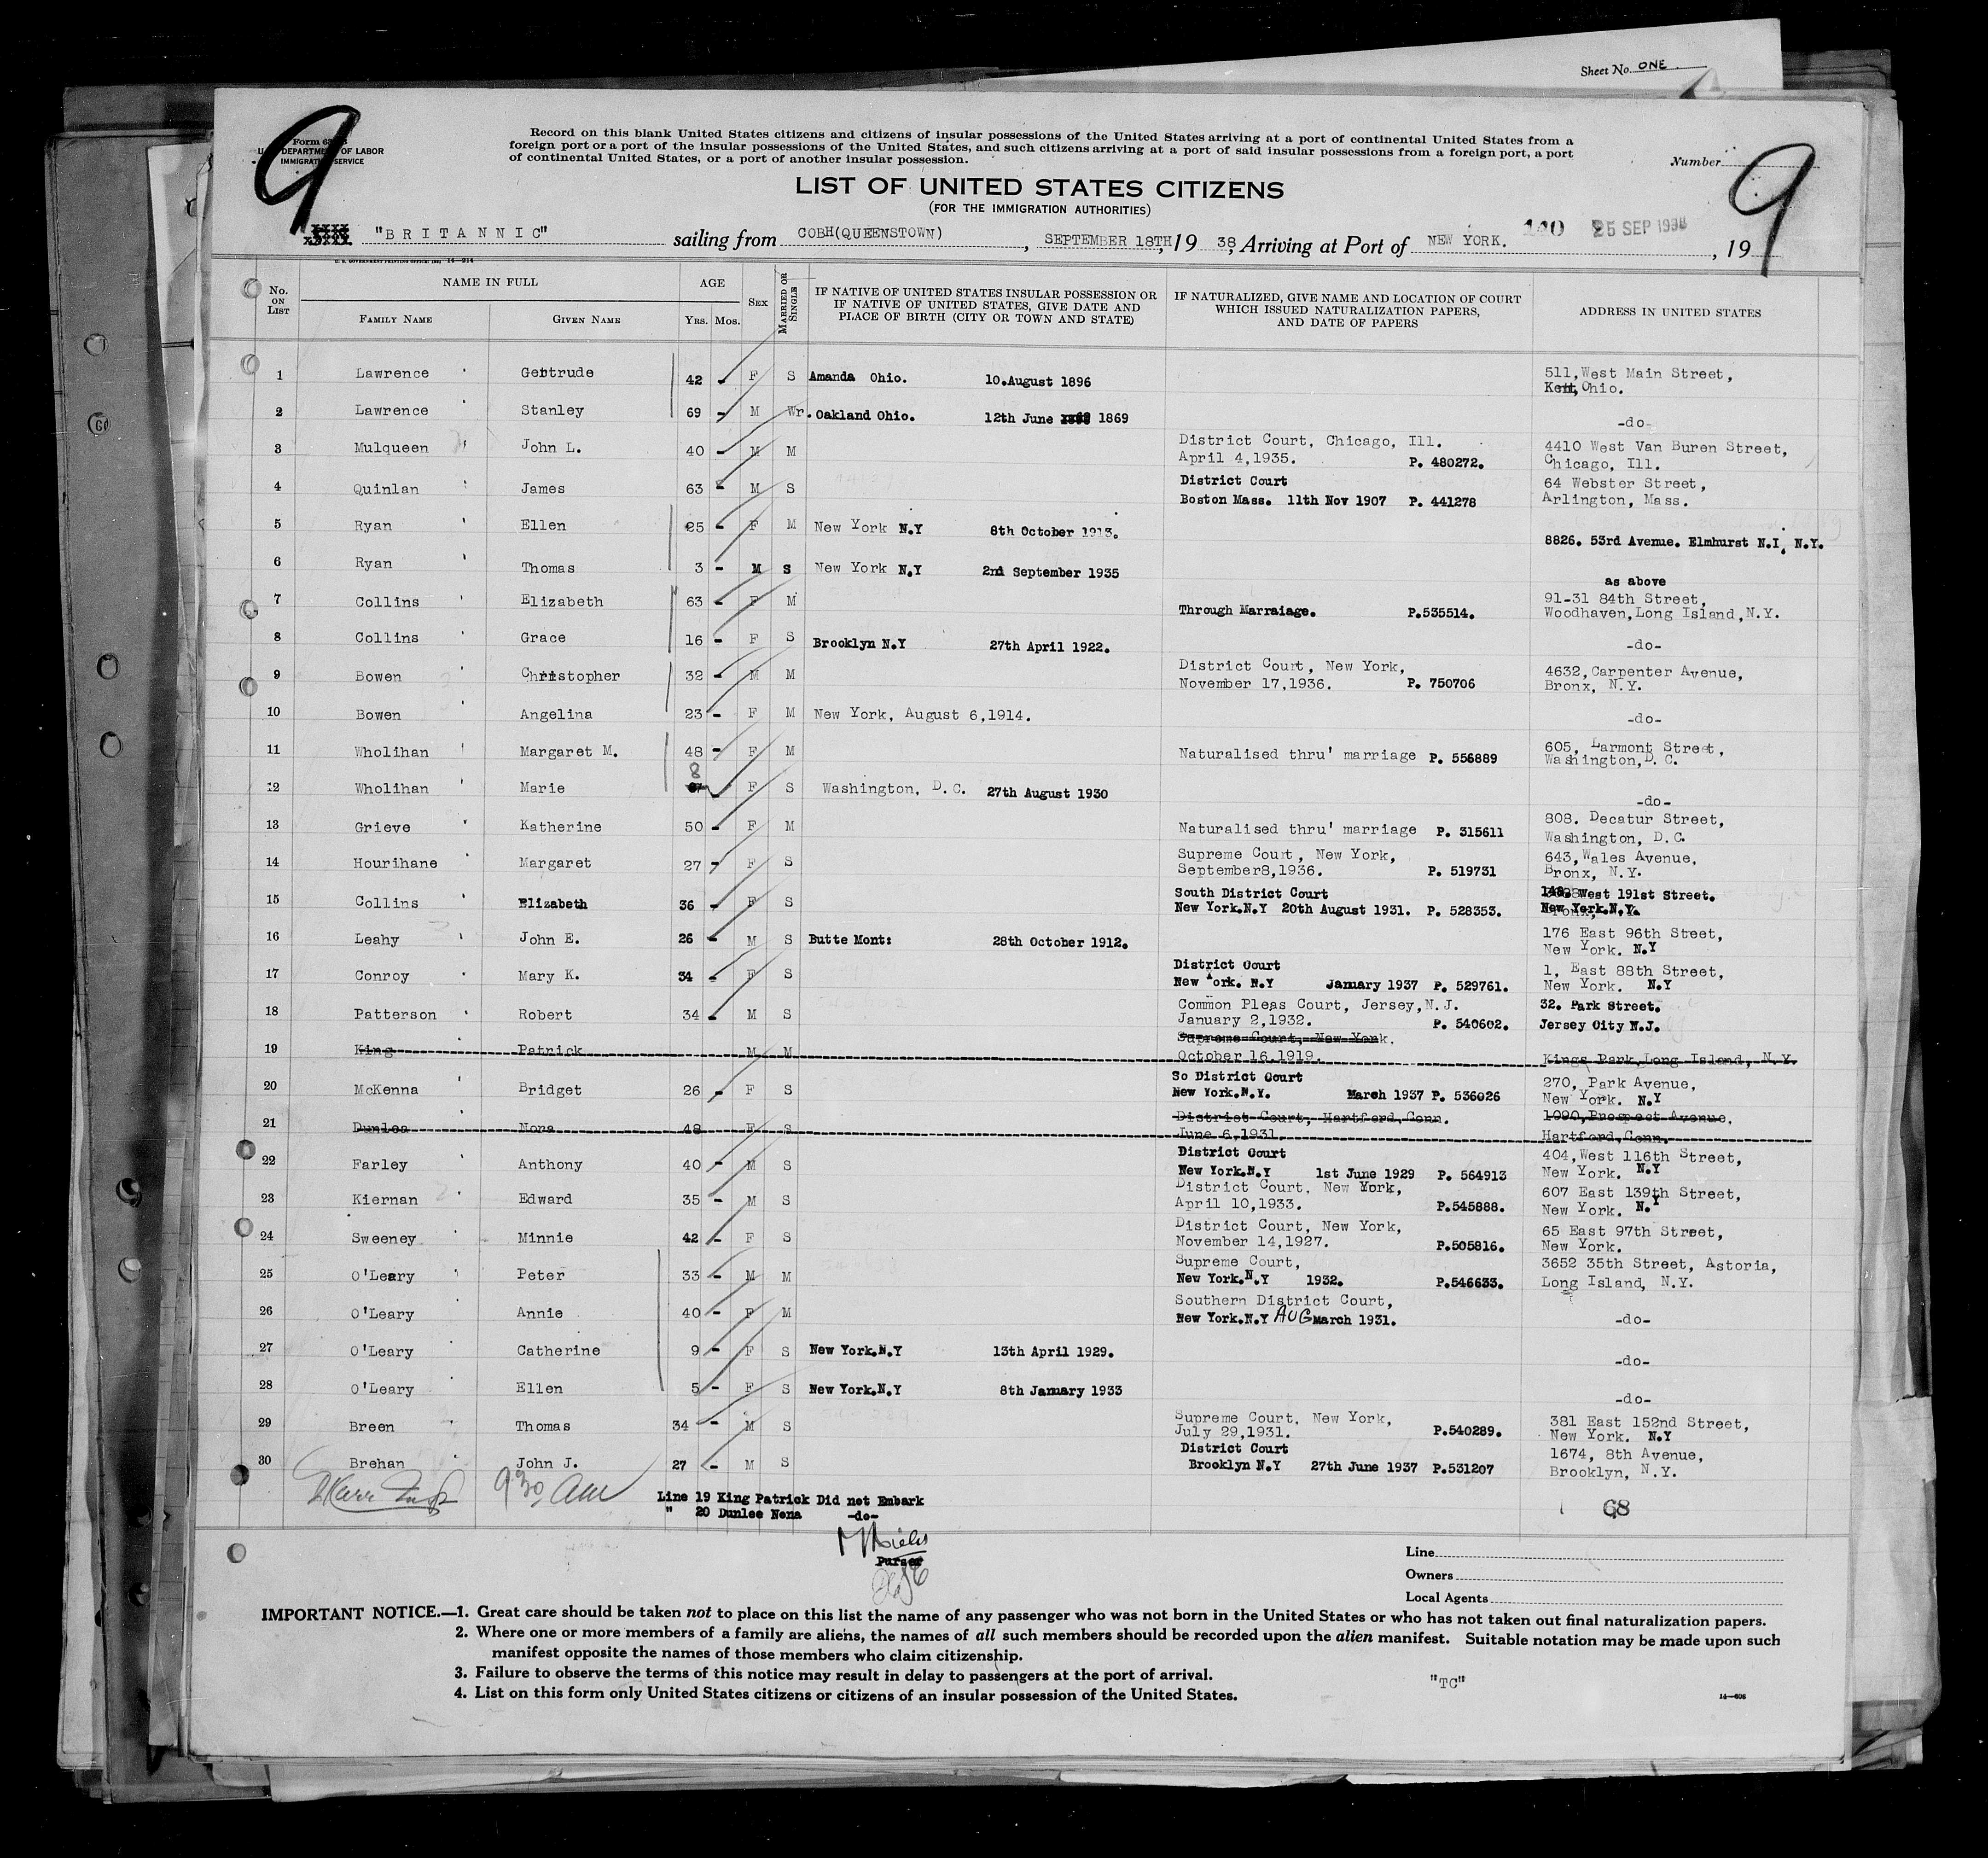 Sheet No. ONE
9
Form 630
U. S. DEPARTMENT OF LABOR
IMMIGRATION SERVICE
Record on this blank United States citizens and citizens of insular possessions of the United States arriving at a port of continental United States from a
foreign port or a port of the insular possessions of the United States, and such citizens arriving at a port of said insular possessions from a foreign port, a port
of continental United States, or a port of another insular possession.
Number
9
LIST OF UNITED STATES CITIZENS
(FOR THE IMMIGRATION AUTHORITIES)
"BRITANNIC" sailing from COBH(QUEENSTOWN), SEPTEMBER 18TH, 19 38, Arriving at Port of NEW YORK. 25 SEP 1938, 19
No. ON LIST NAME IN FULL FAMILY NAME GIVEN NAME AGE YRS. MOS. SEX MARRIED OR SINGLE IF NATIVE OF UNITED STATES INSULAR POSSESSION OR IF NATIVE OF UNITED STATES, GIVE DATE AND PLACE OF BIRTH (CITY OR TOWN AND STATE) IF NATURALIZED, GIVE NAME AND LOCATION OF COURT WHICH ISSUED NATURALIZATION PAPERS, AND DATE OF PAPERS ADDRESS IN UNITED STATES
1 Lawrence Gertrude 42 - F S Amanda Ohio. 10.August 1896 511, West Main Street,
Kent, Ohio.
2 Lawrence Stanley 69 - M Wr. Oakland Ohio. 12th June 1869 -do-
3 Mulqueen John L. 40 - M M District Court, Chicago, Ill. 4410 West Van Buren Street,
April 4,1935. P. 480272. Chicago, Ill.
4 Quinlan James 63 - M S District Court 64 Webster Street,
Boston Mass. 11th Nov 1907 P. 441278 Arlington, Mass.
5 Ryan Ellen 25 - F M New York N.Y 8th October 1913. 8826. 53rd Avenue. Elmhurst N.I, N.Y.
6 Ryan Thomas 3 - M S New York N.Y 2nd September 1935 as above
7 Collins Elizabeth 63 - F M 91-31 84th Street,
Through Marraiage. P.535514. Woodhaven, Long Island, N.Y.
8 Collins Grace 16 - F S Brooklyn N.Y 27th April 1922. -do-
9 Bowen Christopher 32 - M M District Court, New York, 4632, Carpenter Avenue,
November 17,1936. P. 750706 Bronx, N.Y.
10 Bowen Angelina 23 - F M New York, August 6,1914. -do-
11 Wholihan Margaret M. 48 - F M Naturalised thru' marriage P. 556889 605, Larmont Street,
Washington, D. C.
12 Wholihan Marie 8 F S Washington, D. C. 27th August 1930 -do-
13 Grieve Katherine 50 - F M Naturalised thru' marriage P. 315611 808. Decatur Street,
Washington, D.C.
14 Hourihane Margaret 27 - F S Supreme Court, New York, 643, Wales Avenue,
September8,1936. P. 519731 Bronx, N.Y.
15 Collins Elizabeth 36 - F S South District Court West 191st Street.
New York.N.Y 20th August 1931. P. 528353. New York.N.Y.
16 Leahy John E. 26 - M S Butte Mont: 28th October 1912. 176 East 96th Street,
New York. N.Y
17 Conroy Mary K. 34 - F S District Court 1, East 88th Street,
New York. N.Y January 1937 P. 529761. New York. N.Y
18 Patterson Robert 34 - M S Common Pleas Court, Jersey, N.J. 32. Park Street.
January 2,1932. P. 540602. Jersey City N.J.
19 King Patrick M M Supreme Court, New York.
October 16,1919. Kings Park, Long Island, N.Y.
20 McKenna Bridget 26 - F S So District Court 270, Park Avenue,
New York.N.Y. March 1937 P. 536026 New York. N.Y
21 Dunlea Nora 48 F S District Court, Hartford, Conn. 1090, Prospect Avenue,
June 6,1931. Hartford, Conn.
22 Farley Anthony 40 - M S District Court 404, West 116th Street,
New York.N.Y 1st June 1929 P. 564913 New York. N.Y
23 Kiernan Edward 35 - M S District Court, New York, 607 East 139th Street,
April 10,1933. P.545888. New York. N.Y
24 Sweeney Minnie 42 - F S District Court, New York, 65 East 97th Street,
November 14,1927. P.505816. New York.
25 O'Leary Peter 33 - M M Supreme Court, 3652 35th Street, Astoria,
New York.N.Y 1932. P.546633. Long Island, N.Y.
26 O'Leary Annie 40 - F M Southern District Court,
New York.N.Y AUG March 1931. -do-
27 O'Leary Catherine 9 - F S New York.N.Y 13th April 1929. -do-
28 O'Leary Ellen 5 - F S New York.N.Y 8th January 1933 -do-
29 Breen Thomas 34 - M S Supreme Court. New York, 381 East 152nd Street,
July 29,1931. P.540289. New York. N.Y
30 Brehan John J. 27 - M S District Court 1674, 8th Avenue,
Brooklyn N.Y 27th June 1937 P.531207 Brooklyn, N.Y.
9 30 am
Line 19 King Patrick Did not Embark
" 20 Dunlee Nona -do-
68
Purser
Line
Owners
Local Agents
IMPORTANT NOTICE.—1. Great care should be taken not to place on this list the name of any passenger who was not born in the United States or who has not taken out final naturalization papers.
2. Where one or more members of a family are aliens, the names of all such members should be recorded upon the alien manifest. Suitable notation may be made upon such
manifest opposite the names of those members who claim citizenship.
3. Failure to observe the terms of this notice may result in delay to passengers at the port of arrival.
4. List on this form only United States citizens or citizens of an insular possession of the United States.
"TC"
14—606